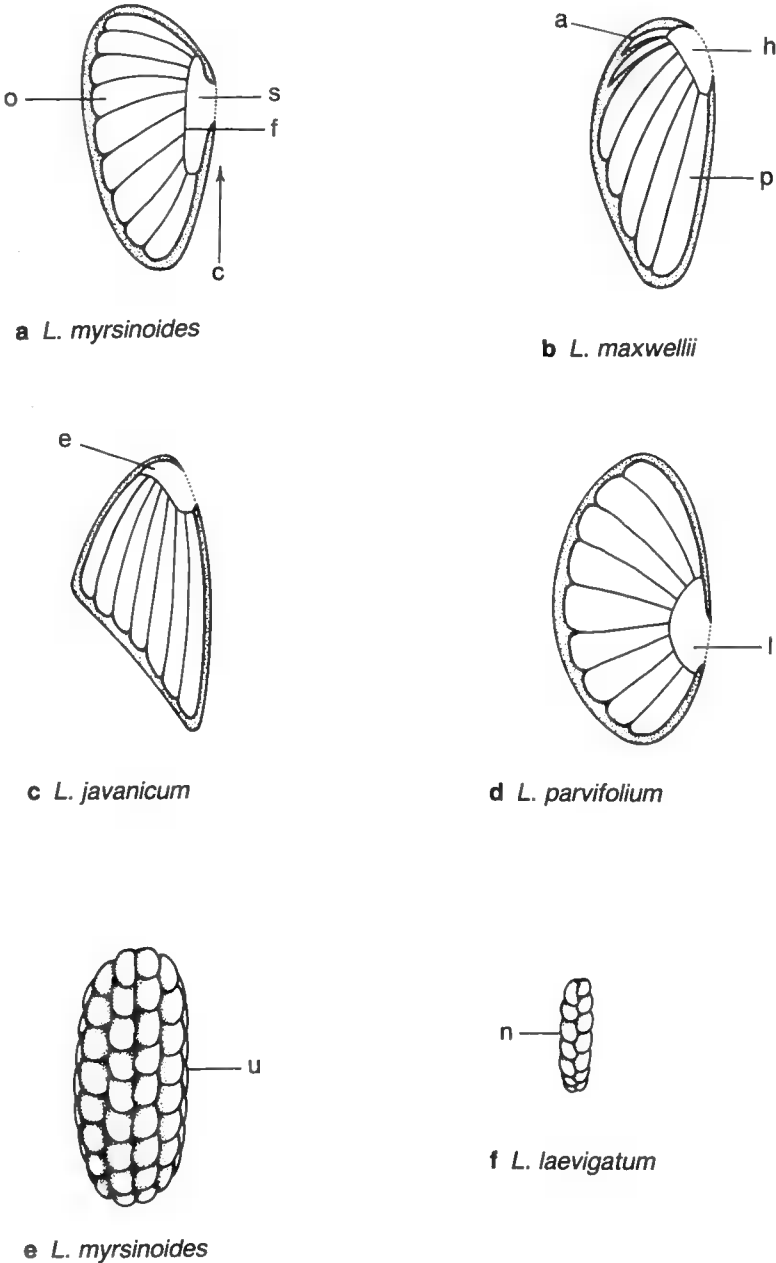 a
o
s
h
f
p
c
a L. myrsinoides
b L. maxwellii
e
l
c L. javanicum
d L. parvifolium
n
u
f L. laevigatum
e L. myrsinoides